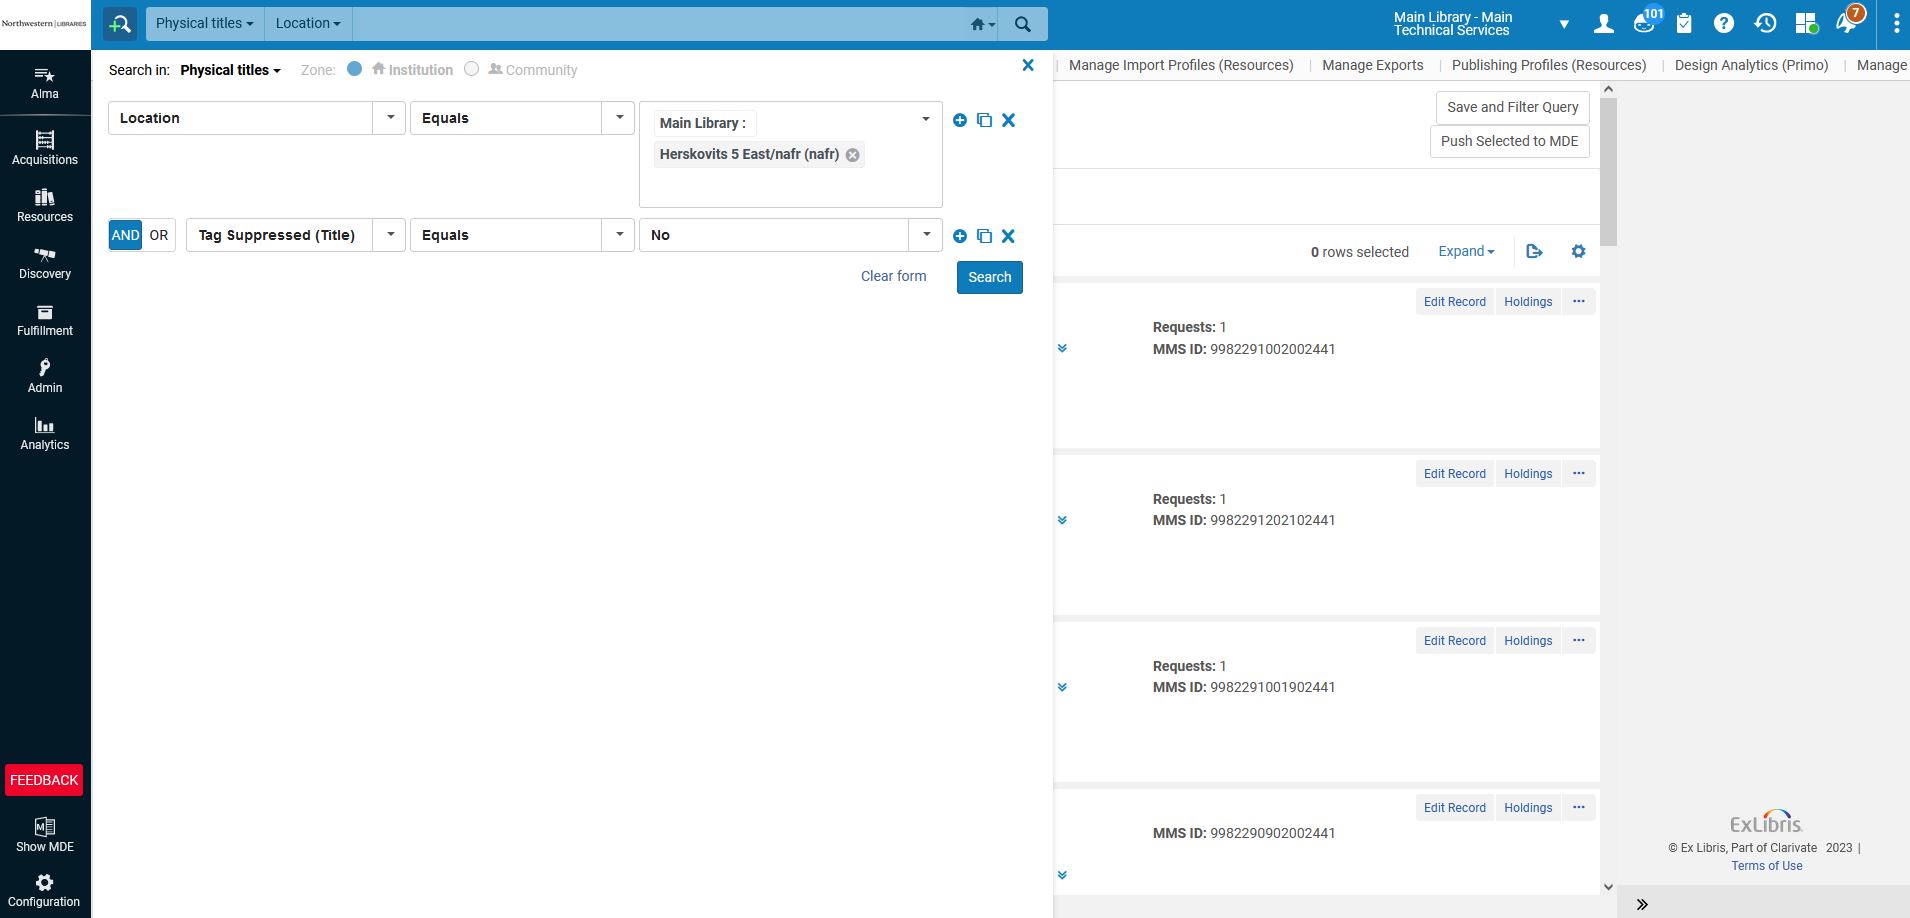 Northwestern | LIBRARIES
Physical titles
Location
Main Library - Main
Technical Services
101
7
Alma
Acquisitions
Resources
Discovery
Fulfillment
Admin
Analytics
FEEDBACK
Show MDE
Configuration
Search in: Physical titles Zone: Institution Community
Location Equals Main Library :
Herskovits 5 East/nafr (nafr)
AND OR Tag Suppressed (Title) Equals No
Clear form Search
Manage Import Profiles (Resources) | Manage Exports | Publishing Profiles (Resources) | Design Analytics (Primo) | Manage
Save and Filter Query
Push Selected to MDE
0 rows selected Expand
Edit Record Holdings
Requests: 1
MMS ID: 9982291002002441
Edit Record Holdings
Requests: 1
MMS ID: 9982291202102441
Edit Record Holdings
Requests: 1
MMS ID: 9982291001902441
Edit Record Holdings
MMS ID: 9982290902002441
ExLibris
© Ex Libris, Part of Clarivate 2023 |
Terms of Use